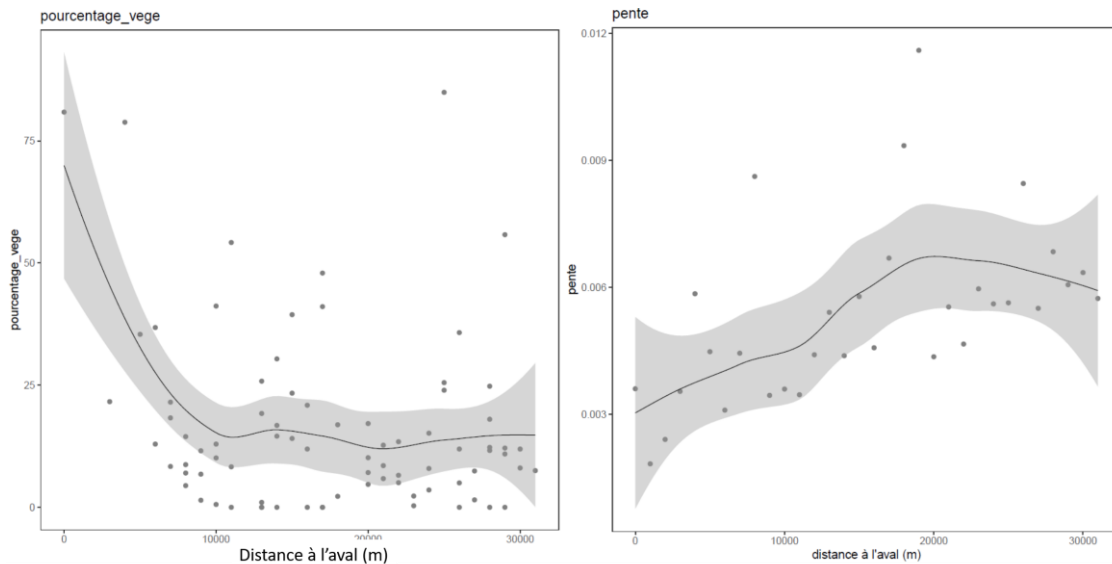 pourcentage_vege
pourcentage_vege
75
50
25
0
0
10000
20000
30000
Distance à l’aval (m)
pente
pente
0.012
0.009
0.006
0.003
0
10000
20000
30000
distance à l'aval (m)